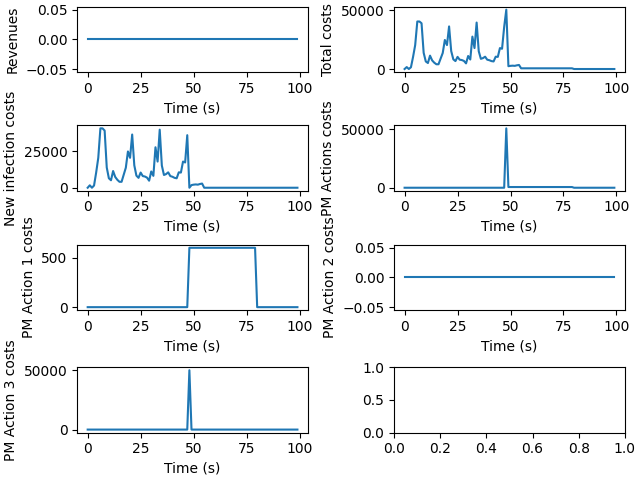 Revenues
0.05
0.00
−0.05
0 25 50 75 100
Time (s)
Total costs
50000
0
0 25 50 75 100
Time (s)
New infection costs
25000
0
0 25 50 75 100
Time (s)
PM Actions costs
50000
0
0 25 50 75 100
Time (s)
PM Action 1 costs
500
0
0 25 50 75 100
Time (s)
PM Action 2 costs
0.05
0.00
−0.05
0 25 50 75 100
Time (s)
PM Action 3 costs
50000
0
0 25 50 75 100
Time (s)
1.0
0.5
0.0
0.0 0.2 0.4 0.6 0.8 1.0